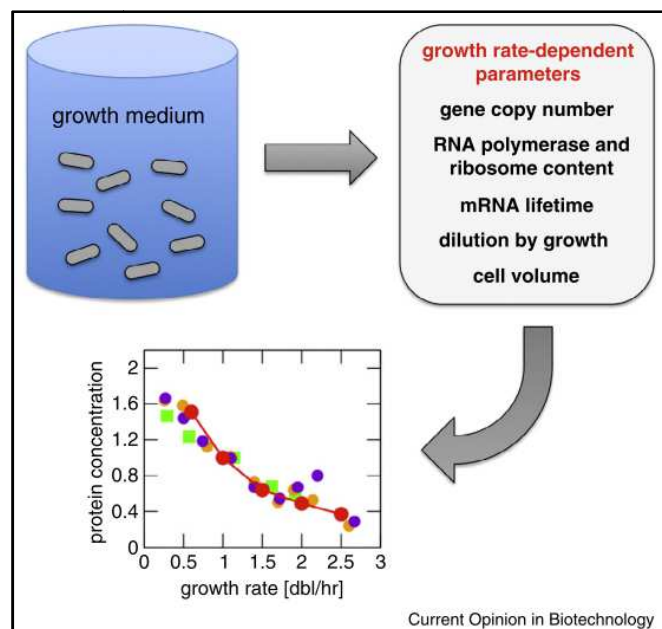 growth medium
growth rate-dependent
parameters
gene copy number
RNA polymerase and
ribosome content
mRNA lifetime
dilution by growth
cell volume
protein concentration
2
1.6
1.2
0.8
0.4
0
0 0.5 1 1.5 2 2.5 3
growth rate [dbl/hr]
Current Opinion in Biotechnology